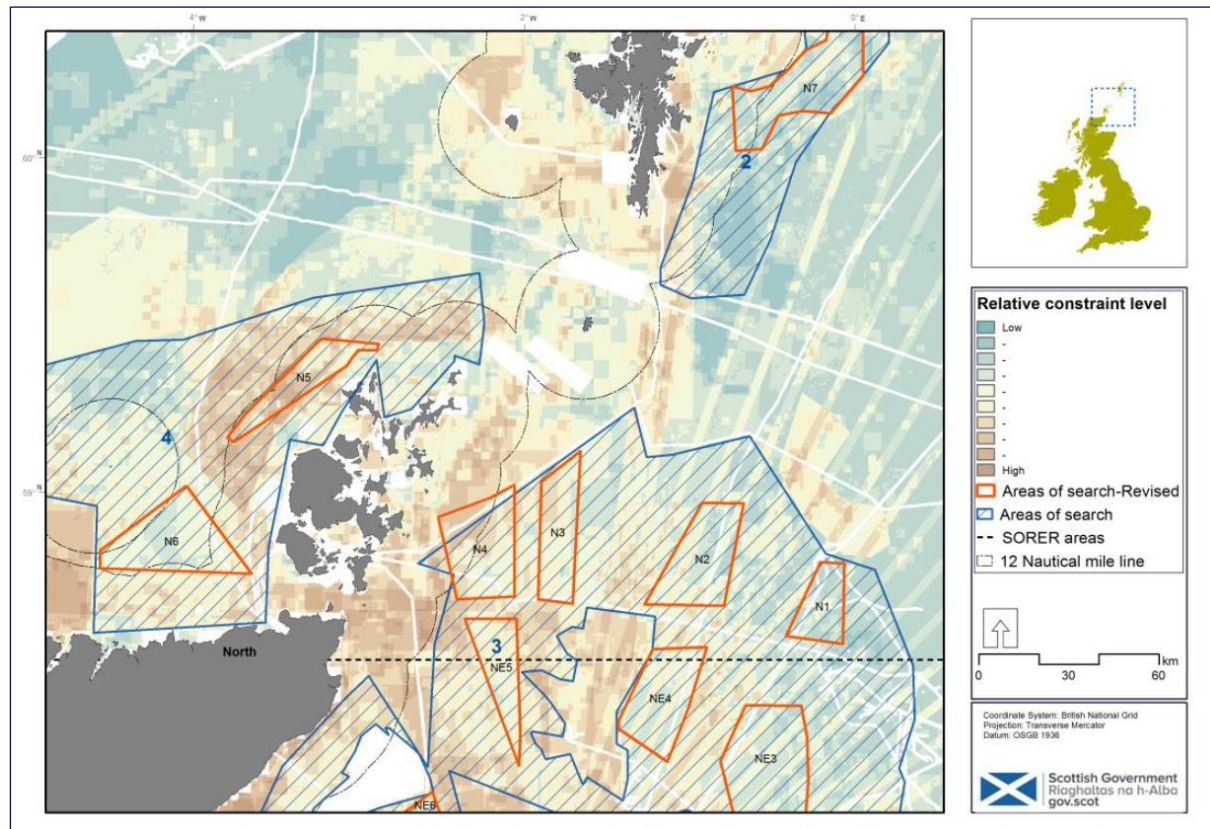 4° W
2° W
0° E
60° N
59° N
N7
2
N5
4
N6
N4
N3
N2
N1
North
3
NE5
NE4
NE3
NE6
Relative constraint level
Low
-
-
-
-
-
-
-
-
High
Areas of search-Revised
Areas of search
SORER areas
12 Nautical mile line
km
0 30 60
Coordinate System: British National Grid
Projection: Transverse Mercator
Datum: OSGB 1936
Scottish Government
Riaghaltas na h-Alba
gov.scot